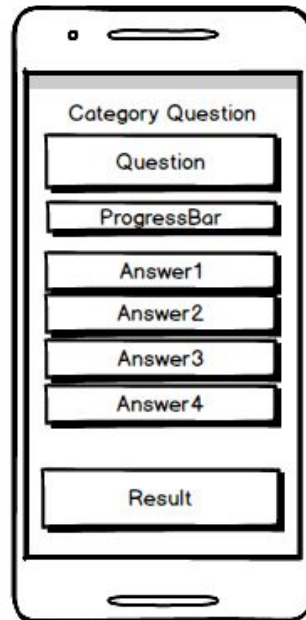 Category Question
Question
ProgressBar
Answer1
Answer2
Answer3
Answer4
Result